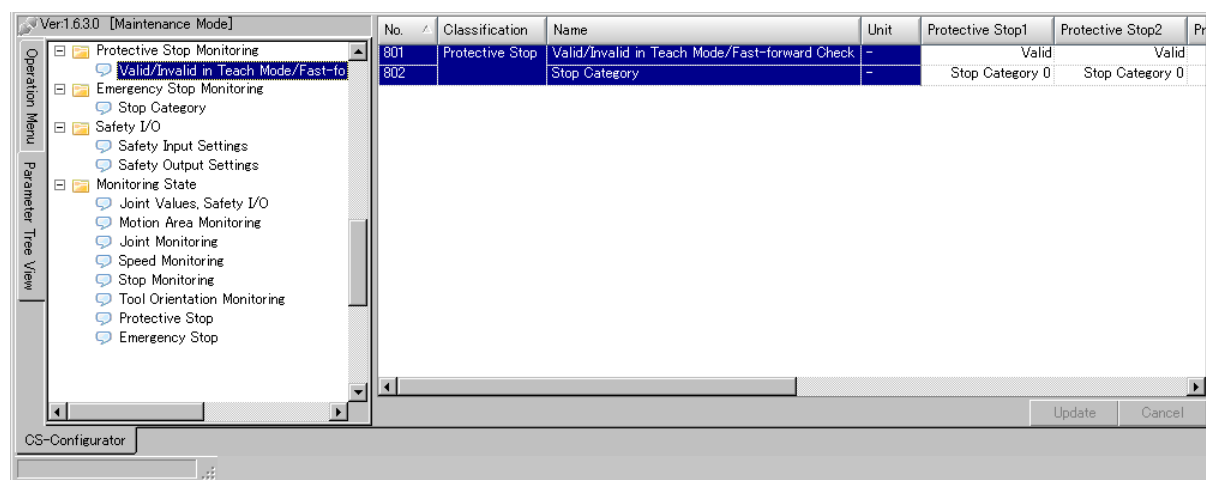 Ver:1.6.3.0 [Maintenance Mode]
Operation Menu
Parameter Tree View
Protective Stop Monitoring
Valid/Invalid in Teach Mode/Fast-fo
Emergency Stop Monitoring
Stop Category
Safety I/O
Safety Input Settings
Safety Output Settings
Monitoring State
Joint Values, Safety I/O
Motion Area Monitoring
Joint Monitoring
Speed Monitoring
Stop Monitoring
Tool Orientation Monitoring
Protective Stop
Emergency Stop
No. Classification Name Unit Protective Stop1 Protective Stop2 Pr
801 Protective Stop Valid/Invalid in Teach Mode/Fast-forward Check - Valid Valid
802 Stop Category - Stop Category 0 Stop Category 0
Update Cancel
CS-Configurator